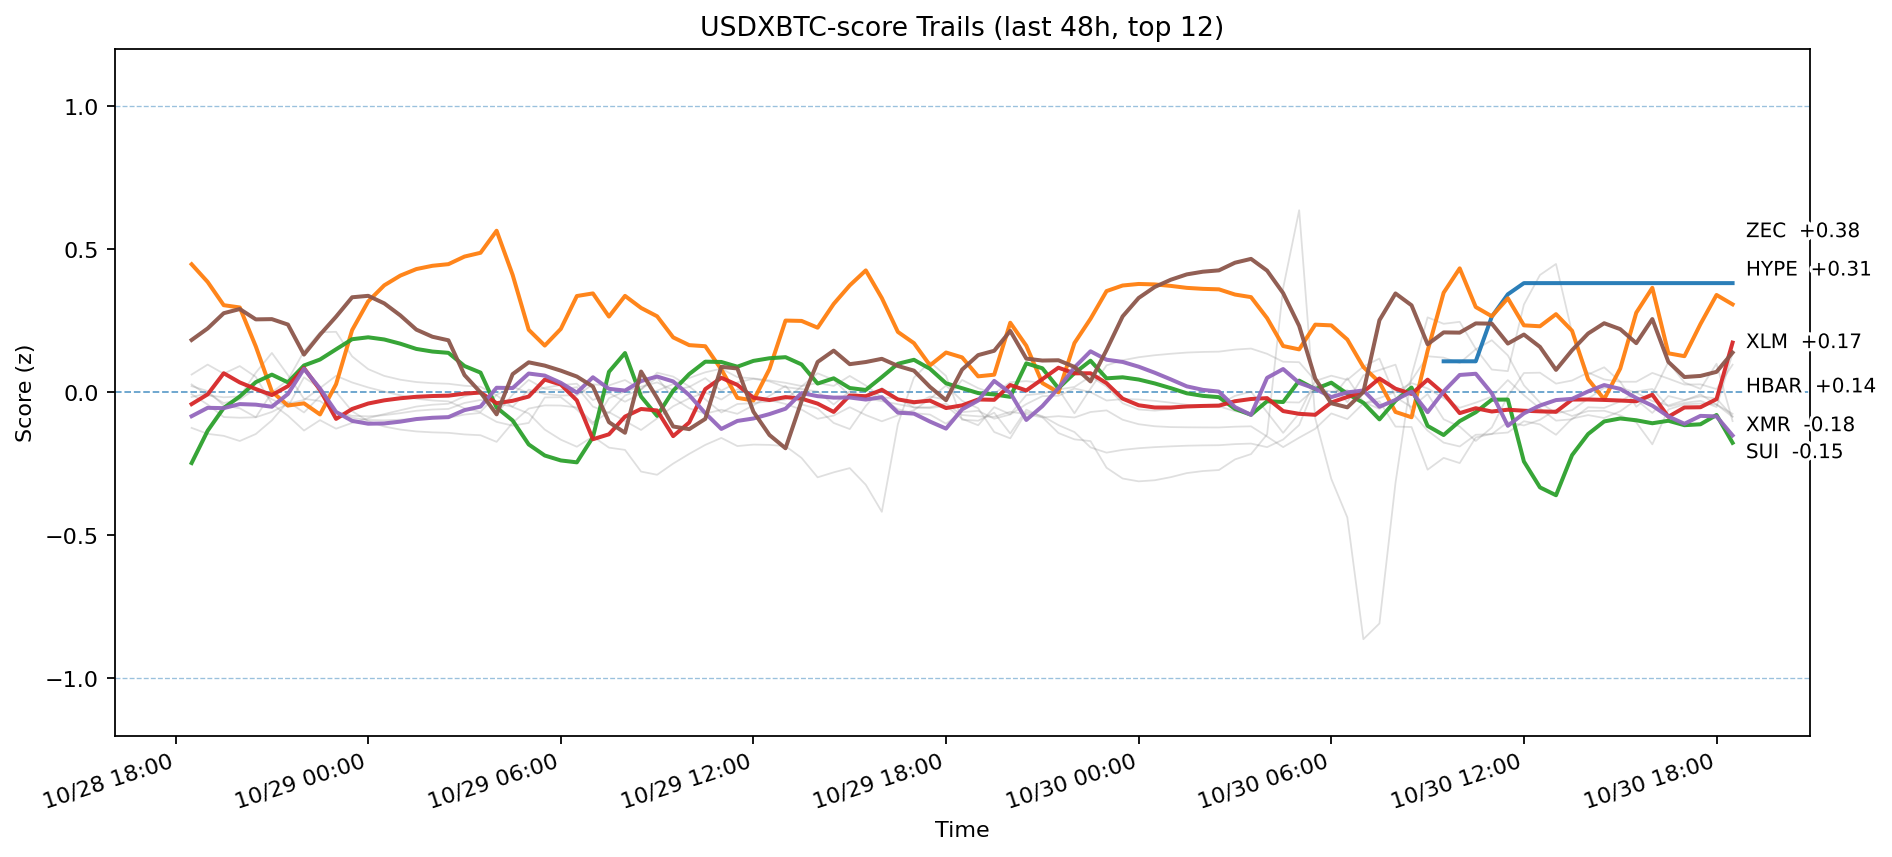 USDXBTC-score Trails (last 48h, top 12)
1.0
0.5
0.0
−0.5
−1.0
Score (z)
ZEC +0.38
HYPE +0.31
XLM +0.17
HBAR +0.14
XMR -0.18
SUI -0.15
10/28 18:00
10/29 00:00
10/29 06:00
10/29 12:00
10/29 18:00
10/30 00:00
10/30 06:00
10/30 12:00
10/30 18:00
Time